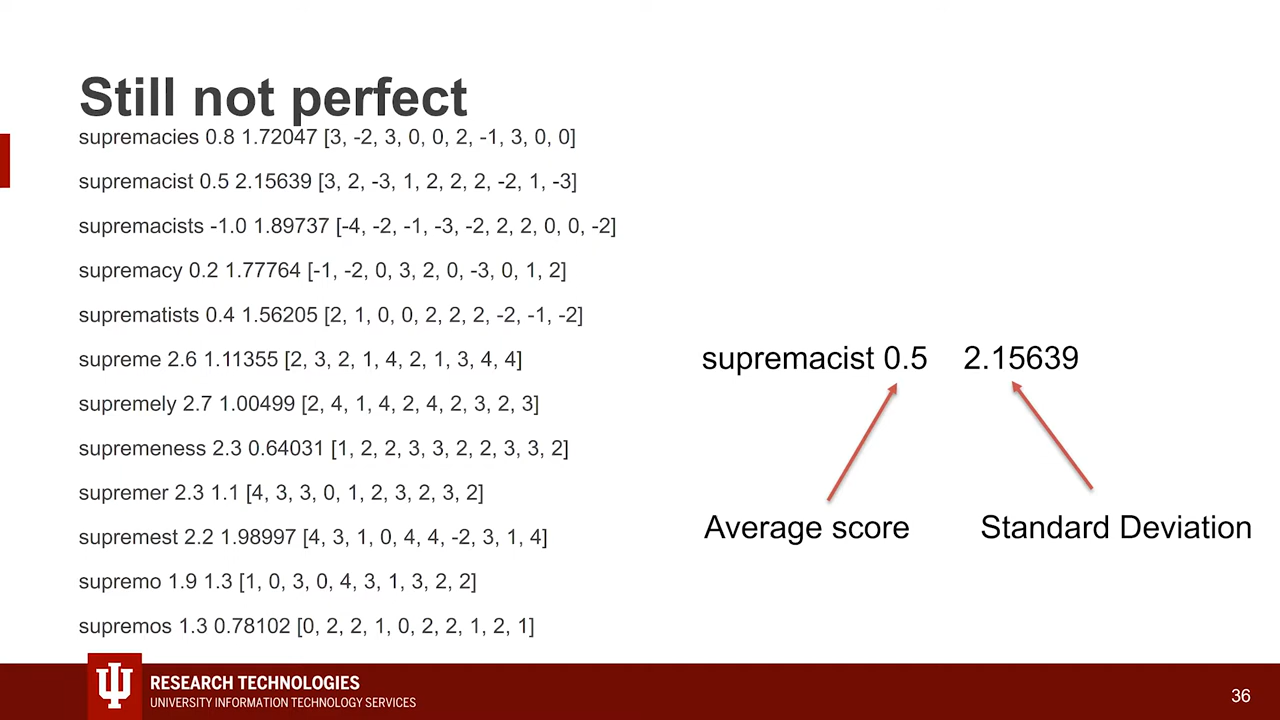 Still not perfect
supremacies 0.8 1.72047 [3, -2, 3, 0, 0, 2, -1, 3, 0, 0]
supremacist 0.5 2.15639 [3, 2, -3, 1, 2, 2, 2, -2, 1, -3]
supremacists -1.0 1.89737 [-4, -2, -1, -3, -2, 2, 2, 0, 0, -2]
supremacy 0.2 1.77764 [-1, -2, 0, 3, 2, 0, -3, 0, 1, 2]
suprematists 0.4 1.56205 [2, 1, 0, 0, 2, 2, 2, -2, -1, -2]
supreme 2.6 1.11355 [2, 3, 2, 1, 4, 2, 1, 3, 4, 4]
supremely 2.7 1.00499 [2, 4, 1, 4, 2, 4, 2, 3, 2, 3]
supremeness 2.3 0.64031 [1, 2, 2, 3, 3, 2, 2, 3, 3, 2]
supremer 2.3 1.1 [4, 3, 3, 0, 1, 2, 3, 2, 3, 2]
supremest 2.2 1.98997 [4, 3, 1, 0, 4, 4, -2, 3, 1, 4]
supremo 1.9 1.3 [1, 0, 3, 0, 4, 3, 1, 3, 2, 2]
supremos 1.3 0.78102 [0, 2, 2, 1, 0, 2, 2, 1, 2, 1]
supremacist 0.5 2.15639
Average score
Standard Deviation
RESEARCH TECHNOLOGIES
UNIVERSITY INFORMATION TECHNOLOGY SERVICES
36